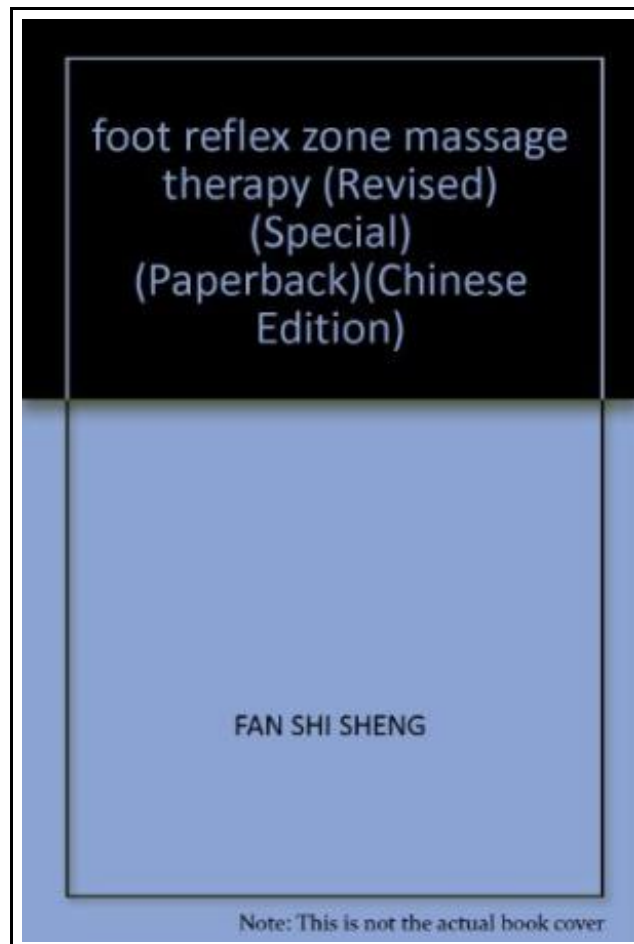 foot reflex zone massage
therapy (Revised)
(Special)
(Paperback)(Chinese
Edition)
FAN SHI SHENG
Note: This is not the actual book cover